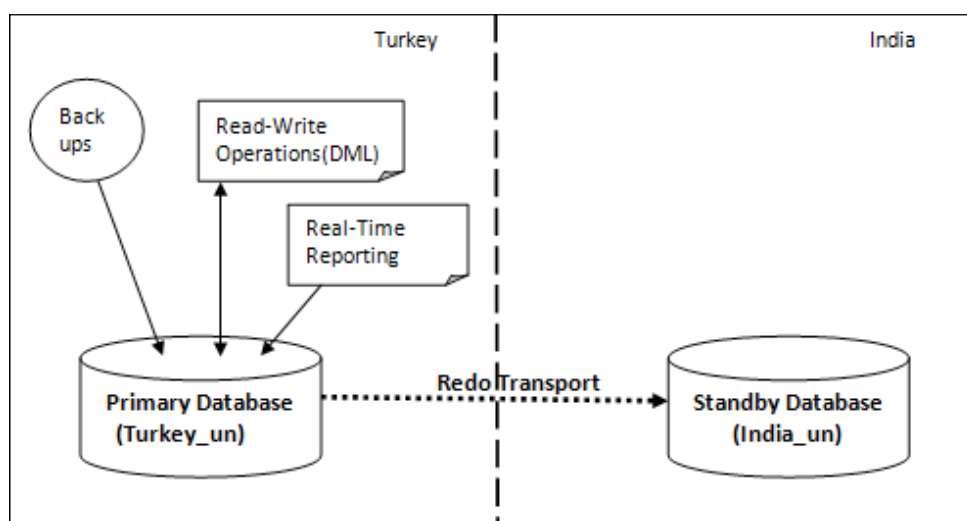 Turkey
India
Back
ups
Read-Write
Operations(DML)
Real-Time
Reporting
Redo Transport
Primary Database
(Turkey_un)
Standby Database
(India_un)